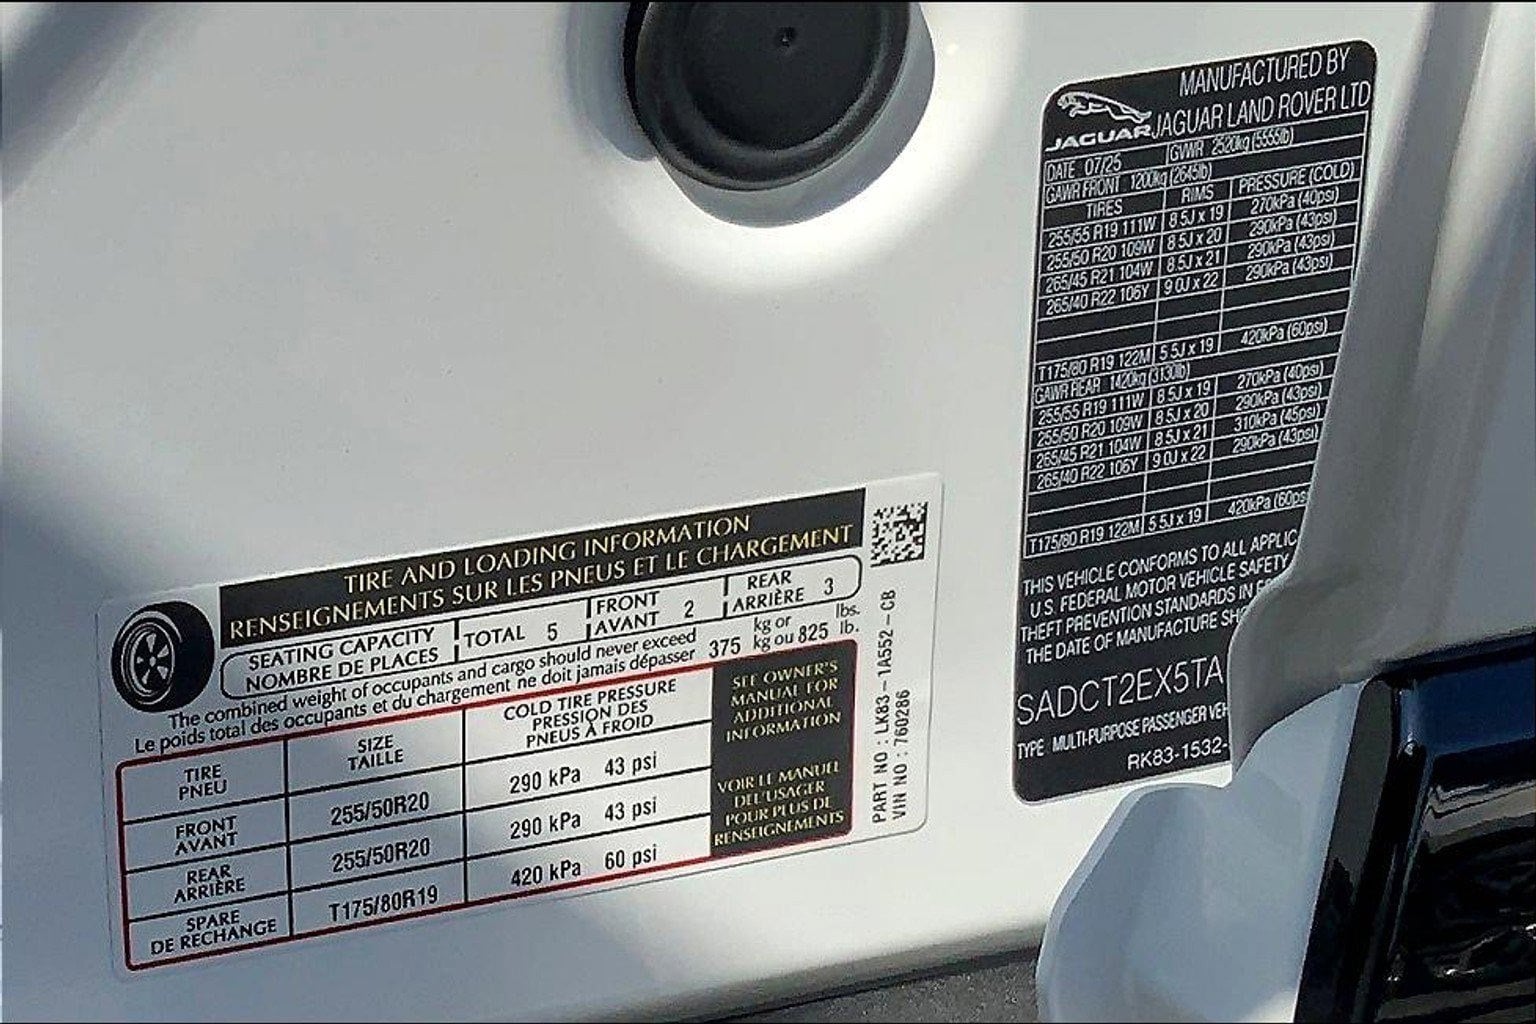 TIRE AND LOADING INFORMATION
RENSEIGNEMENTS SUR LES PNEUS ET LE CHARGEMENT
SEATING CAPACITY
NOMBRE DE PLACES
TOTAL 5
FRONT
AVANT 2
REAR
ARRIÈRE 3
The combined weight of occupants and cargo should never exceed
Le poids total des occupants et du chargement ne doit jamais dépasser
375 kg or
kg ou 825 lbs.
lb.
TIRE
PNEU
SIZE
TAILLE
COLD TIRE PRESSURE
PRESSION DES
PNEUS À FROID
FRONT
AVANT
255/50R20
290 kPa 43 psi
REAR
ARRIÈRE
255/50R20
290 kPa 43 psi
SPARE
DE RECHANGE
T175/80R19
420 kPa 60 psi
SEE OWNER'S
MANUAL FOR
ADDITIONAL
INFORMATION
VOIR LE MANUEL
DEL'USAGER
POUR PLUS DE
RENSEIGNEMENTS
PART NO : LK83-1A552-CB
VIN NO : 760286
JAGUAR
MANUFACTURED BY
JAGUAR LAND ROVER LTD
DATE 07/25 GVWR 2520kg (5555lb)
GAWR FRONT 1200kg (2645lb)
TIRES RIMS PRESSURE (COLD)
255/55 R19 111W 8.5J x 19 270kPa (40psi)
255/50 R20 109W 8.5J x 20 290kPa (43psi)
265/45 R21 104W 8.5J x 21 290kPa (43psi)
265/40 R22 106Y 9.0J x 22 290kPa (43psi)
T175/80 R19 122M 5.5J x 19 420kPa (60psi)
GAWR REAR 1420kg (3130lb)
255/55 R19 111W 8.5J x 19 270kPa (40psi)
255/50 R20 109W 8.5J x 20 290kPa (43psi)
265/45 R21 104W 8.5J x 21 310kPa (45psi)
265/40 R22 106Y 9.0J x 22 290kPa (43psi)
T175/80 R19 122M 5.5J x 19 420kPa (60psi
THIS VEHICLE CONFORMS TO ALL APPLIC
U.S. FEDERAL MOTOR VEHICLE SAFETY
THEFT PREVENTION STANDARDS IN
THE DATE OF MANUFACTURE SH
SADCT2EX5TA
TYPE MULTI-PURPOSE PASSENGER VEH
RK83-1532-